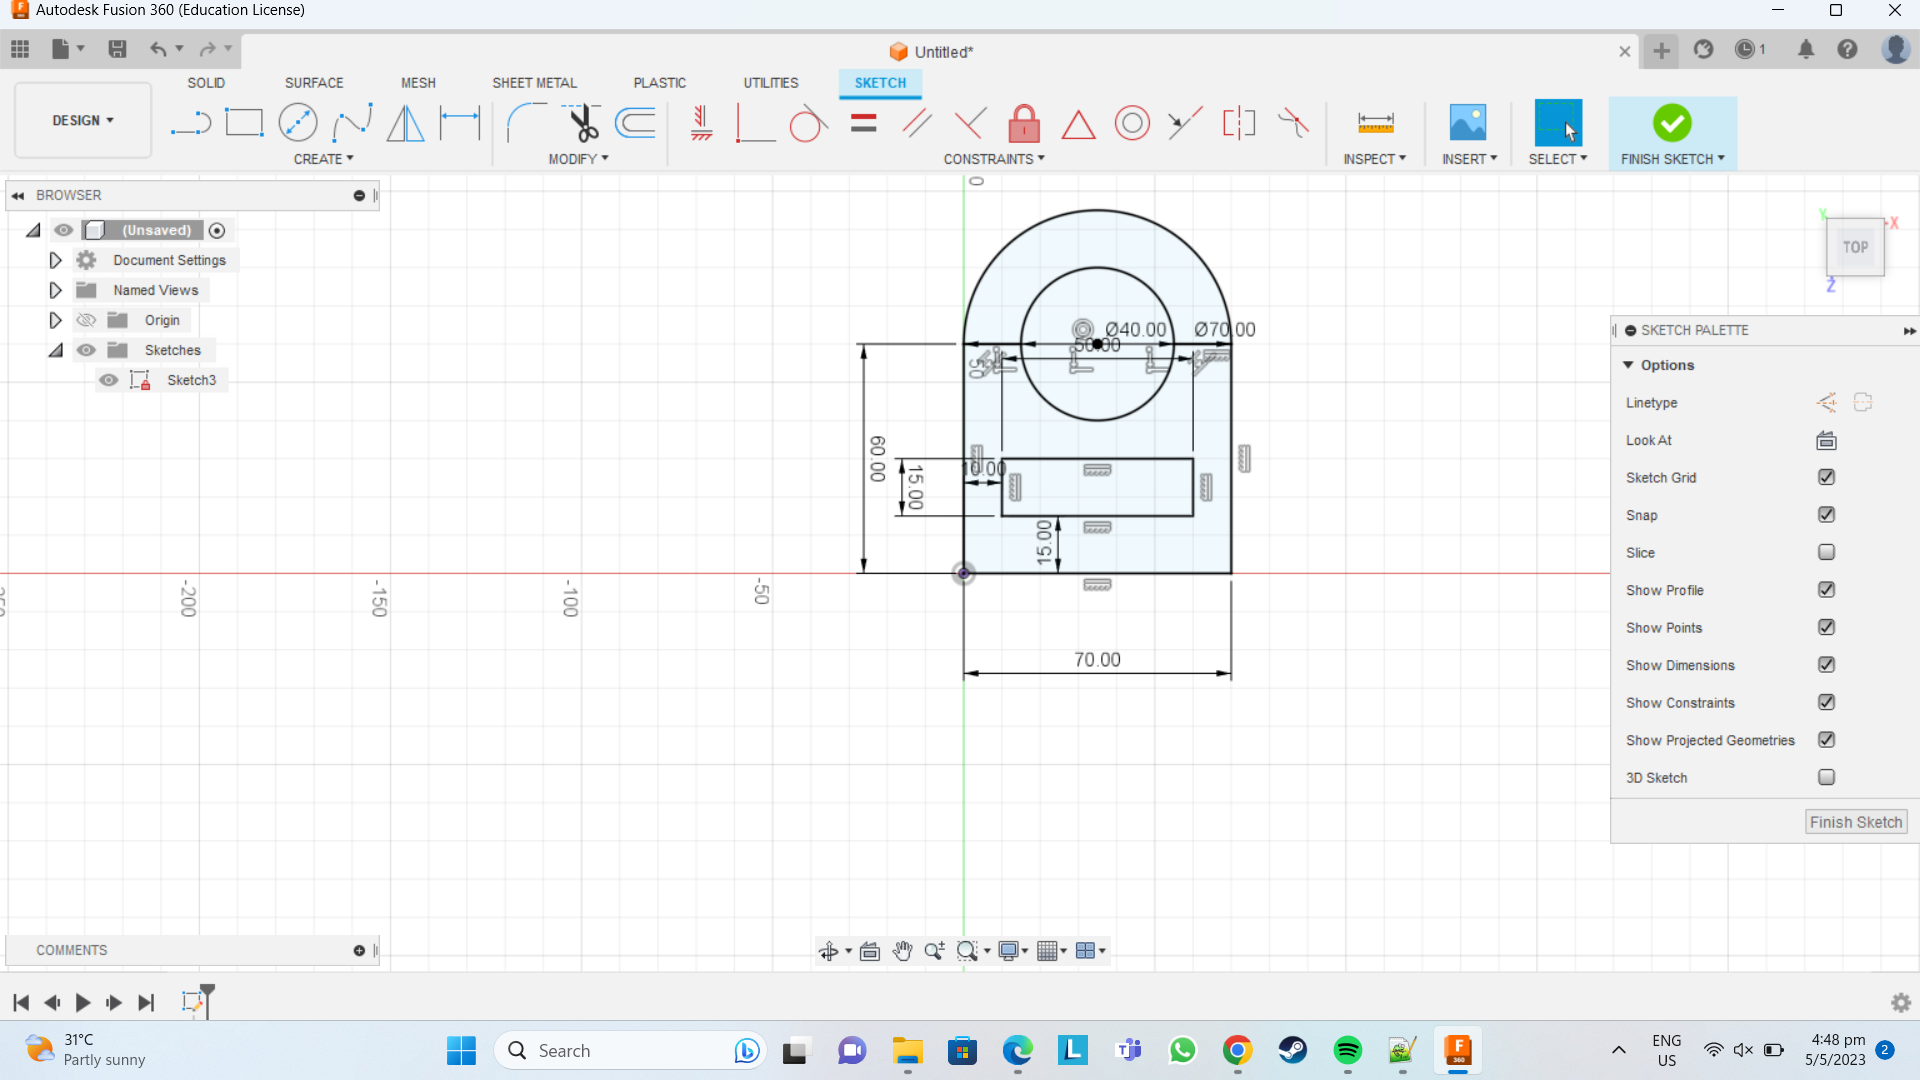 Autodesk Fusion 360 (Education License)
Untitled*
1
SOLID SURFACE MESH SHEET METAL PLASTIC UTILITIES SKETCH
DESIGN
CREATE MODIFY CONSTRAINTS INSPECT INSERT SELECT FINISH SKETCH
BROWSER
(Unsaved)
Document Settings
Named Views
Origin
Sketches
Sketch3
0
Ø40.00 Ø70.00
50.00
50
60.00
15.00
10.00
15.00
70.00
-200
-150
-100
-50
Y
X
TOP
Z
SKETCH PALETTE
Options
Linetype
Look At
Sketch Grid
Snap
Slice
Show Profile
Show Points
Show Dimensions
Show Constraints
Show Projected Geometries
3D Sketch
Finish Sketch
COMMENTS
31°C
Partly sunny
Search
ENG
US
4:48 pm
5/5/2023
2